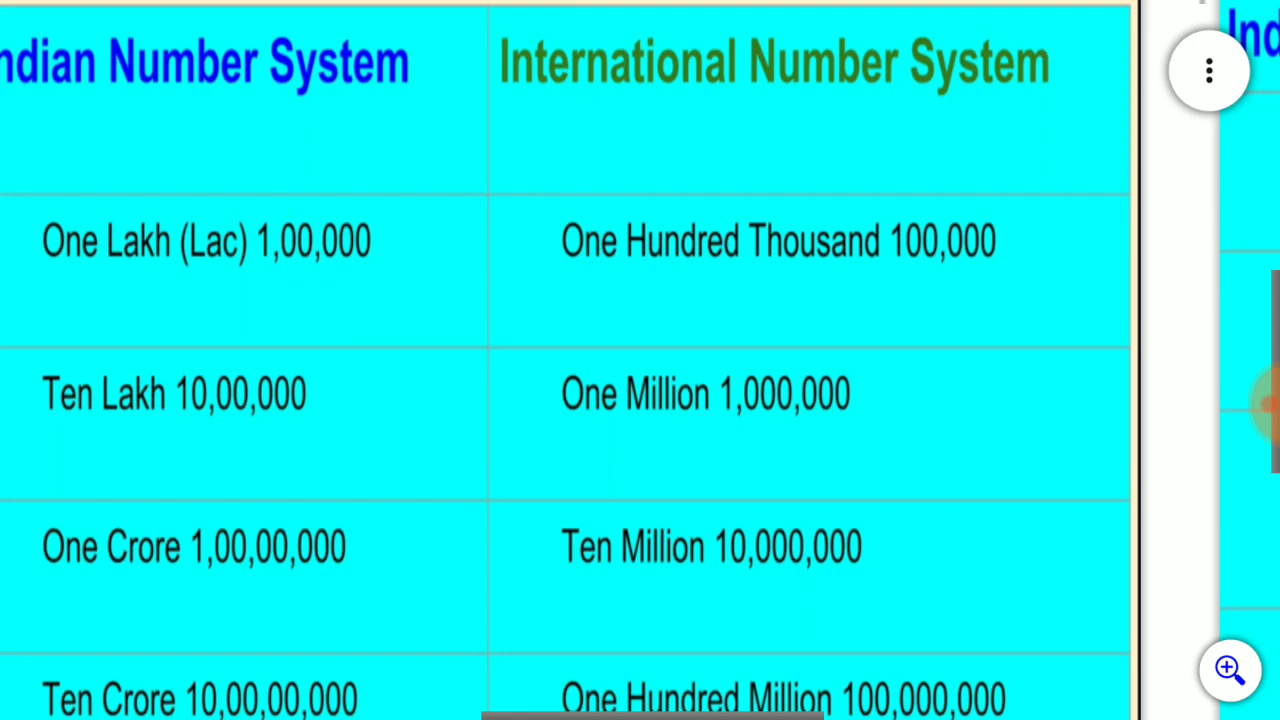 ndian Number System International Number System
One Lakh (Lac) 1,00,000 One Hundred Thousand 100,000
Ten Lakh 10,00,000 One Million 1,000,000
One Crore 1,00,00,000 Ten Million 10,000,000
Ten Crore 10,00,00,000 One Hundred Million 100,000,000
Ind